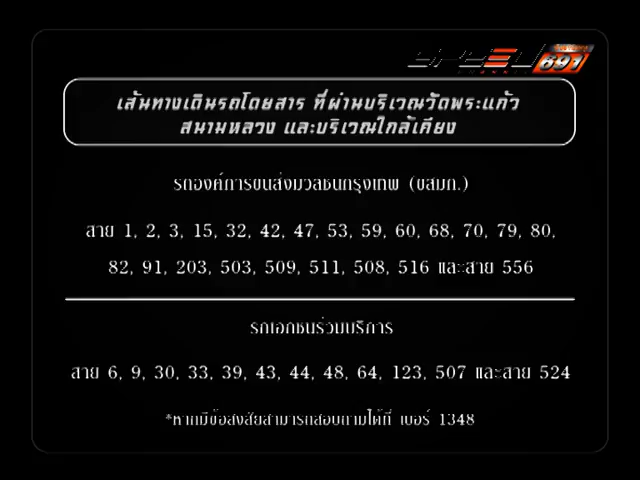 SPEED
CHANNEL
691
เส้นทางเดินรถโดยสาร ที่ผ่านบริเวณวัดพระแก้ว
สนามหลวง และบริเวณใกล้เคียง
รถองค์การขนส่งมวลชนกรุงเทพ (ขสมก.)
สาย 1, 2, 3, 15, 32, 42, 47, 53, 59, 60, 68, 70, 79, 80,
82, 91, 203, 503, 509, 511, 508, 516 และสาย 556
รถเอกชนร่วมบริการ
สาย 6, 9, 30, 33, 39, 43, 44, 48, 64, 123, 507 และสาย 524
*หากมีข้อสงสัยสามารถสอบถามได้ที่ เบอร์ 1348